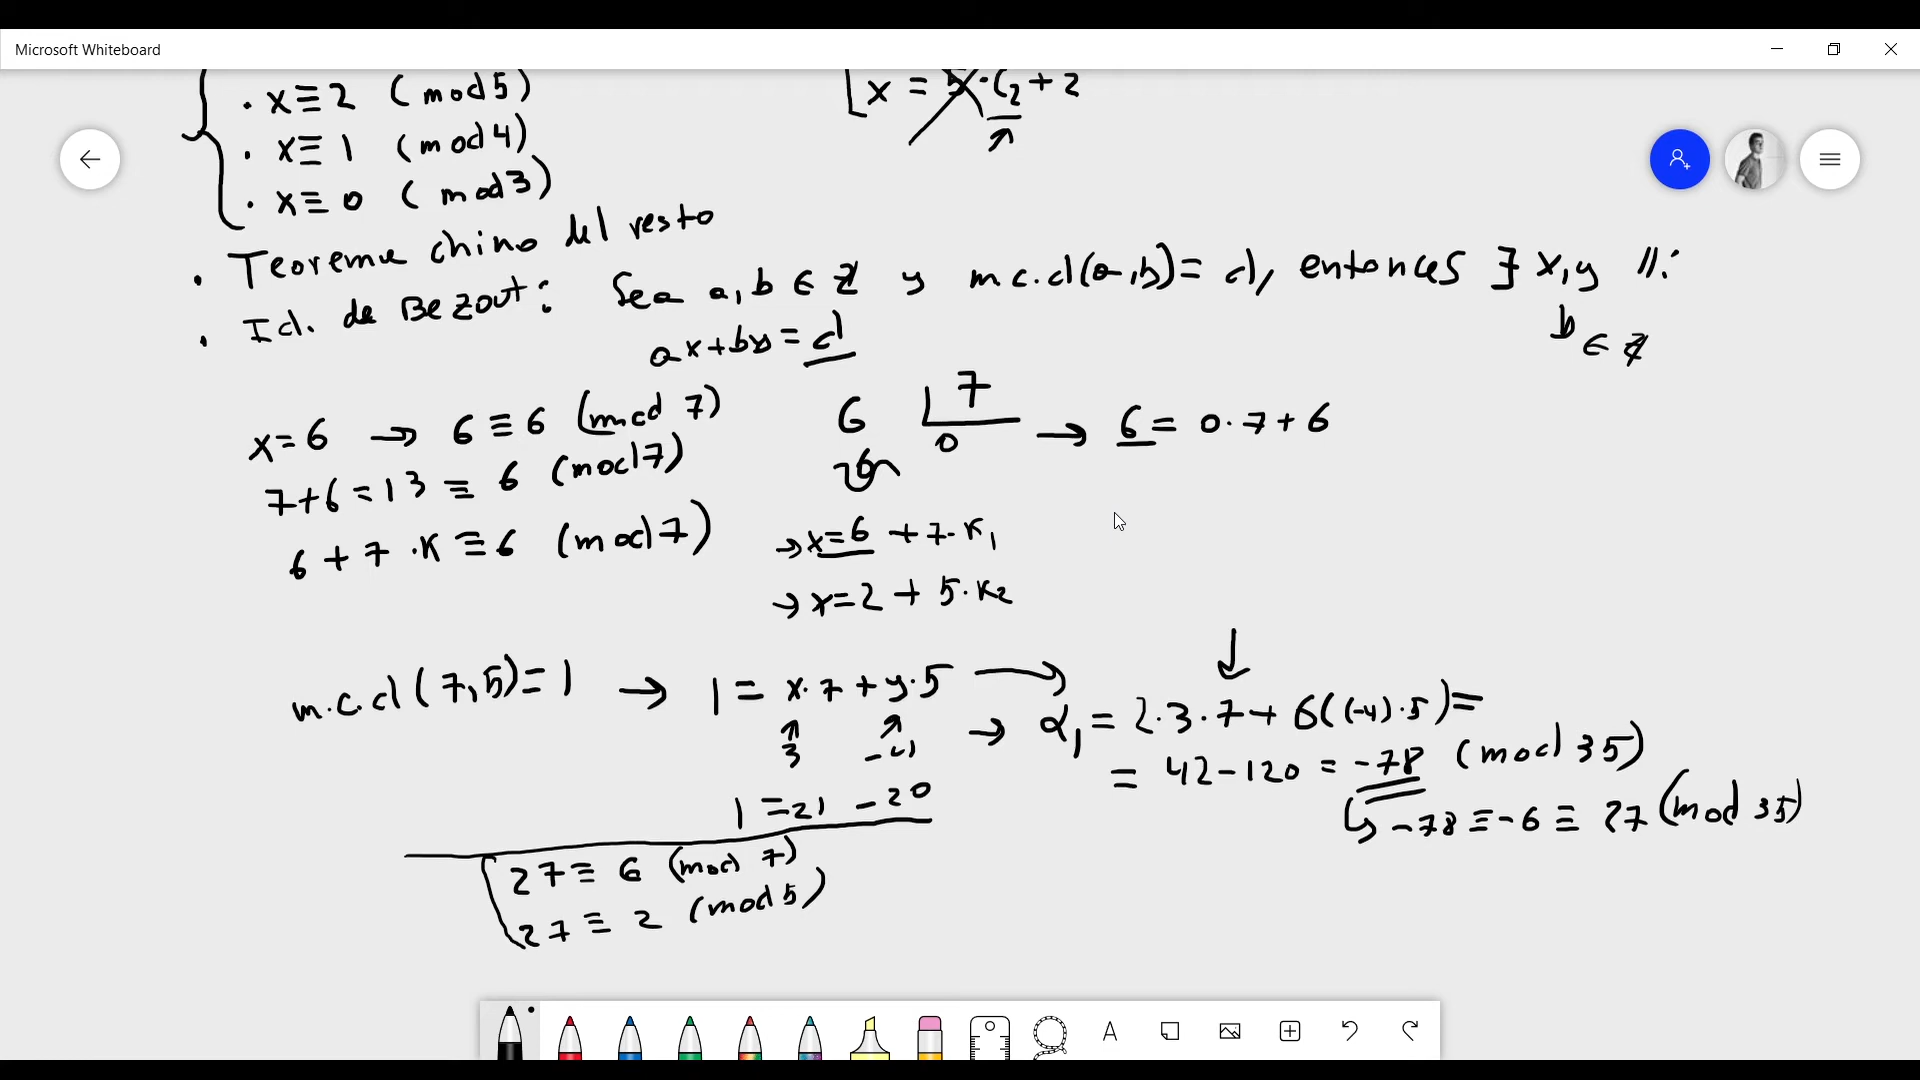 Microsoft Whiteboard
· x≡2 (mod 5)
· x≡1 (mod 4)
· x≡0 (mod 3)
x = 5·C₂+2
· Teorema chino del resto
· Id. de Bezout: Sea a,b ∈ Z y m.c.d(a,b)= d, entonces ∃ x,y //:
∈ Z
ax+by=d
x=6 → 6≡6 (mod 7)
7+6=13≡6 (mod 7)
6+7·K≡6 (mod 7)
6 | 7
0
6
→ 6= 0·7+6
→x=6+7·K₁
→x=2+5·K₂
m.c.d(7,5)=1 → 1=x·7+y·5
3 -4
1=21-20
→ α₁=2·3·7+6((-4)·5)=
= 42-120=-78 (mod 35)
-78≡-6≡27 (mod 35)
27≡6 (mod 7)
27≡2 (mod 5)
A